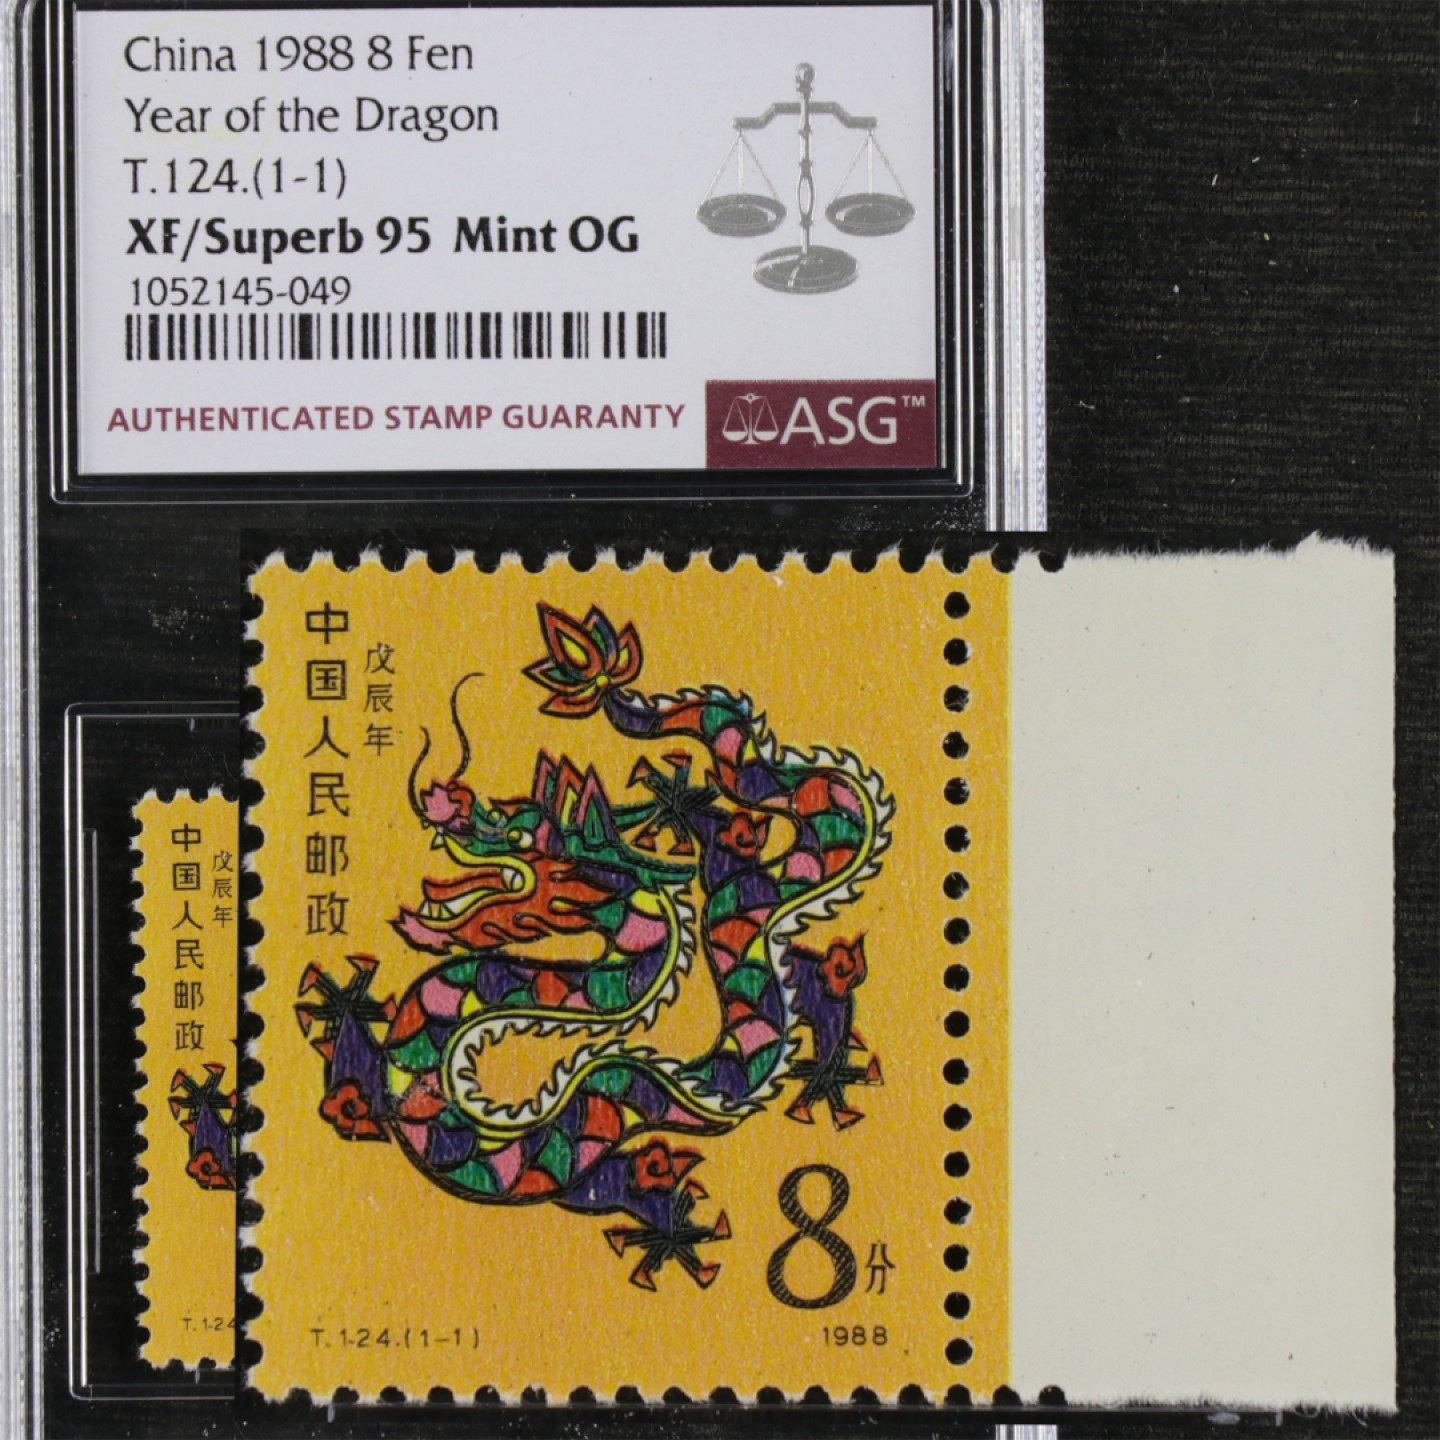 China 1988 8 Fen
Year of the Dragon
T.124.(1-1)
XF/Superb 95 Mint OG
1052145-049
AUTHENTICATED STAMP GUARANTY
ASG™
中国人民邮政
戊辰年
8分
T.124.(1-1)
1988
中国人民邮政
戊辰年
T.124